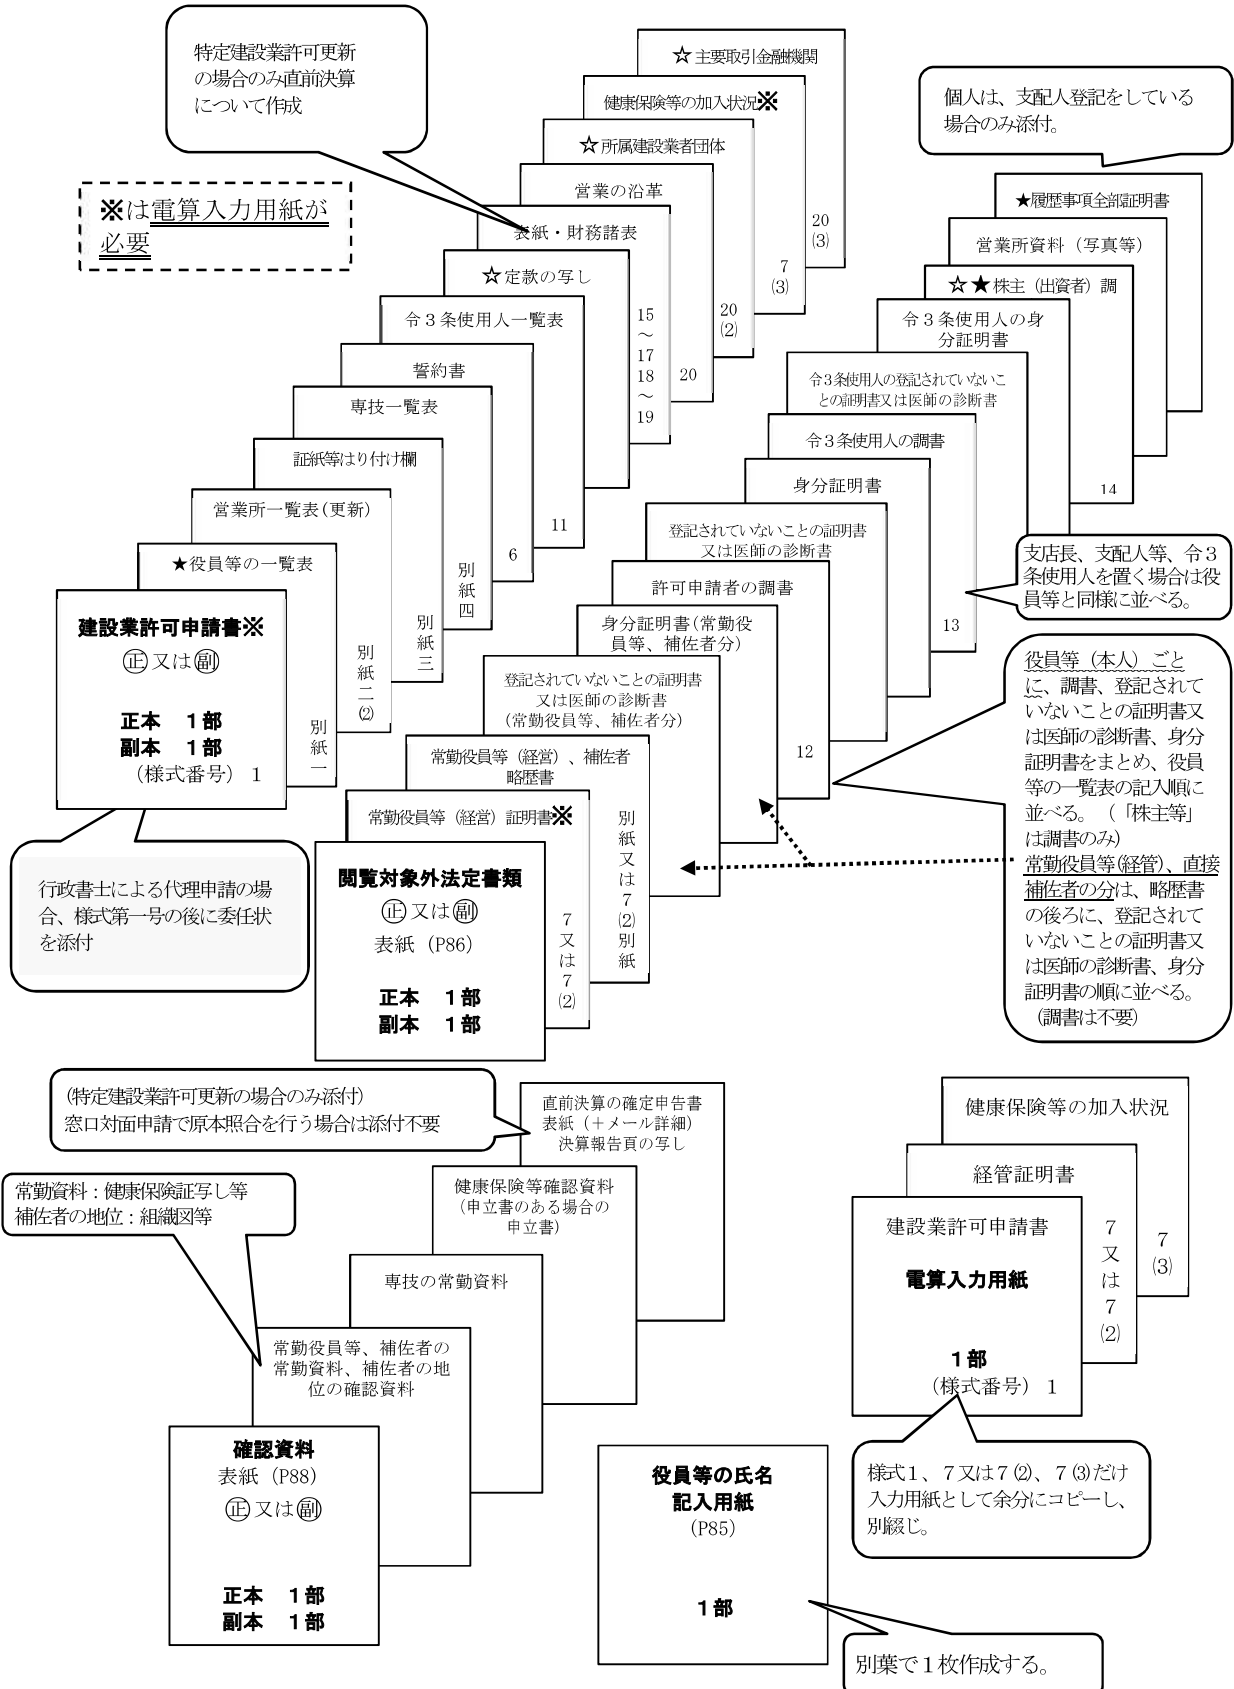 特定建設業許可更新
の場合のみ直前決算
について作成
※は電算入力用紙が
必要
☆主要取引金融機関
20
(3)
健康保険等の加入状況※
7
(3)
☆所属建設業者団体
20
(2)
営業の沿革
20
表紙・財務諸表
15
～
17
18
～
19
☆定款の写し
令３条使用人一覧表
11
誓約書
6
専技一覧表
別
紙
四
証紙等はり付け欄
別
紙
三
営業所一覧表(更新)
別
紙
二
(2)
★役員等の一覧表
別
紙
一
建設業許可申請書※
㊣又は㊙副
正本　１部
副本　１部
（様式番号）　1
行政書士による代理申請の場
合、様式第一号の後に委任状
を添付
個人は、支配人登記をしている
場合のみ添付。
★履歴事項全部証明書
営業所資料（写真等）
☆★株主（出資者）調
14
令３条使用人の身
分証明書
令３条使用人の登記されていないこ
との証明書又は医師の診断書
令３条使用人の調書
13
身分証明書
登記されていないことの証明書
又は医師の診断書
許可申請者の調書
12
身分証明書(常勤役
員等、補佐者分)
登記されていないことの証明書
又は医師の診断書
(常勤役員等、補佐者分)
常勤役員等（経営）、補佐者
略歴書
別
紙
又
は
7
(2)
別
紙
常勤役員等（経営）証明書※
7
又
は
7
(2)
閲覧対象外法定書類
正又は副
表紙（P86）
正本　１部
副本　１部
支店長、支配人等、令３
条使用人を置く場合は役
員等と同様に並べる。
役員等（本人）ごと
に、調書、登記されて
いないことの証明書又
は医師の診断書、身分
証明書をまとめ、役員
等の一覧表の記入順に
並べる。（「株主等」
は調書のみ）
常勤役員等(経管)、直接
補佐者の分は、略歴書
の後ろに、登記されて
いないことの証明書又
は医師の診断書、身分
証明書の順に並べる。
（調書は不要）
(特定建設業許可更新の場合のみ添付)
窓口対面申請で原本照合を行う場合は添付不要
直前決算の確定申告書
表紙（＋メール詳細）
決算報告頁の写し
健康保険等確認資料
(申立書のある場合の
申立書)
専技の常勤資料
常勤資料：健康保険証写し等
補佐者の地位：組織図等
常勤役員等、補佐者の
常勤資料、補佐者の地
位の確認資料
確認資料
表紙（P88）
正又は副
正本　１部
副本　１部
役員等の氏名
記入用紙
(P85)
１部
別葉で１枚作成する。
健康保険等の加入状況
7
(3)
経管証明書
7
又
は
7
(2)
建設業許可申請書
電算入力用紙
１部
（様式番号）　1
様式１、７又は７(2)、７(3)だけ
入力用紙として余分にコピーし、
別綴じ。